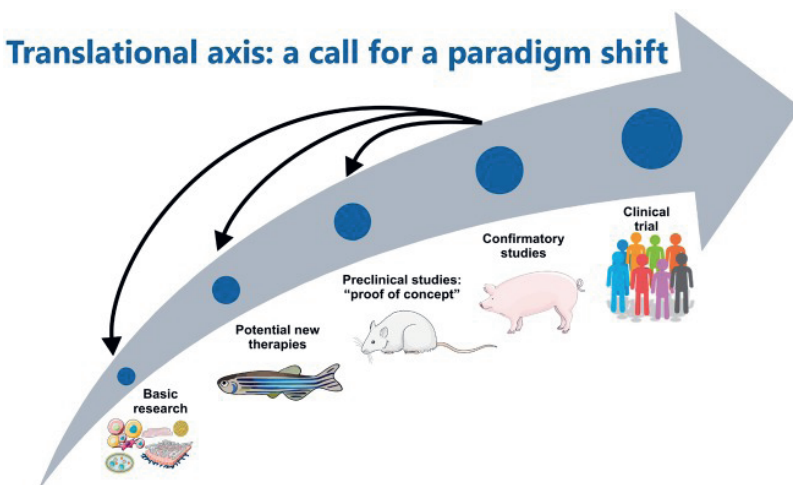 Translational axis: a call for a paradigm shift
Clinical
trial
Confirmatory
studies
Preclinical studies:
“proof of concept”
Potential new
therapies
Basic
research